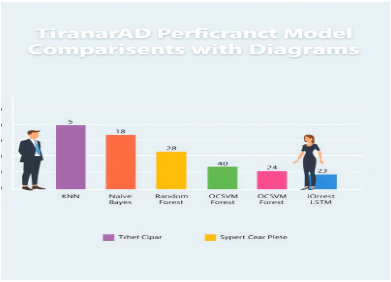 TiranarAD Perficranct Model
Comparisents with Diagrams
5
18
28
40
24
23
KNN
Naive
Bayes
Random
Forest
OCSVM
Forest
OCSVM
Forest
iOrrest
LSTM
Trhet Cipar
Sypert Cear Plete